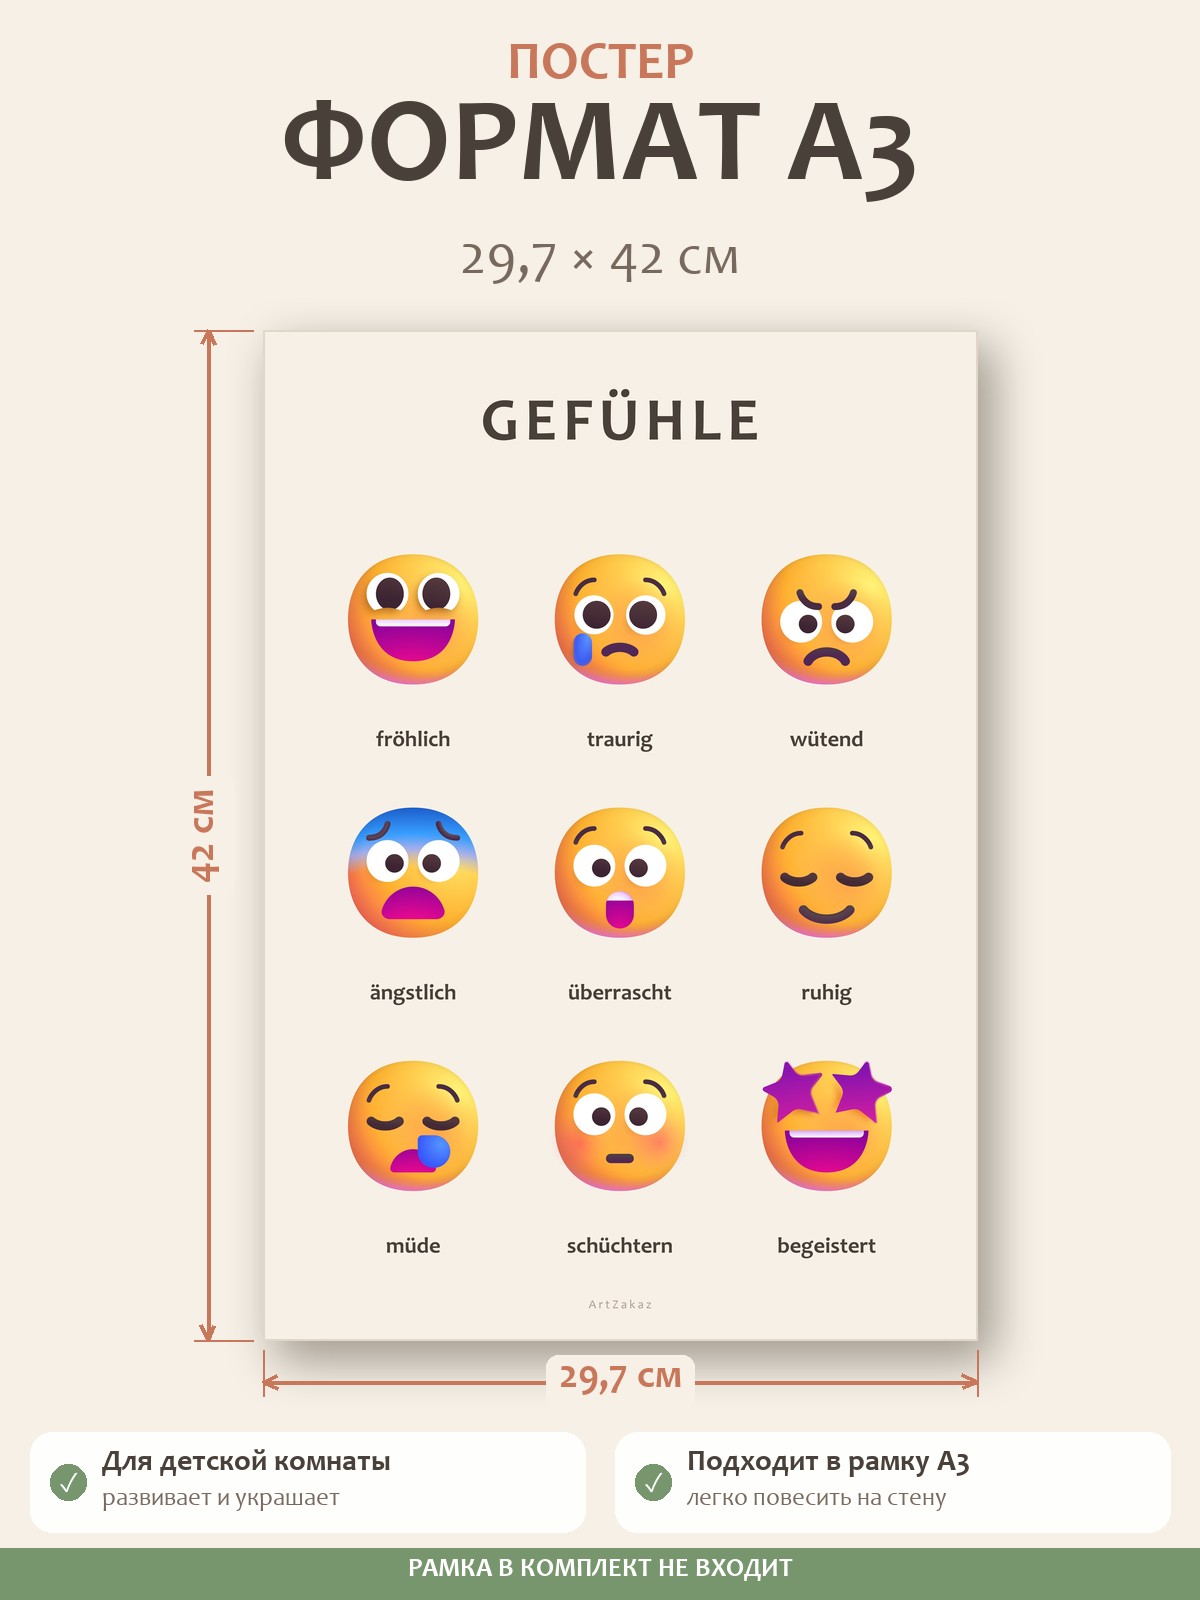 ПОСТЕР
ФОРМАТ А3
29,7 × 42 см
GEFÜHLE
fröhlich traurig wütend
42 см
ängstlich überrascht ruhig
müde schüchtern begeistert
ArtZakaz
29,7 см
Для детской комнаты
развивает и украшает
Подходит в рамку А3
легко повесить на стену
РАМКА В КОМПЛЕКТ НЕ ВХОДИТ